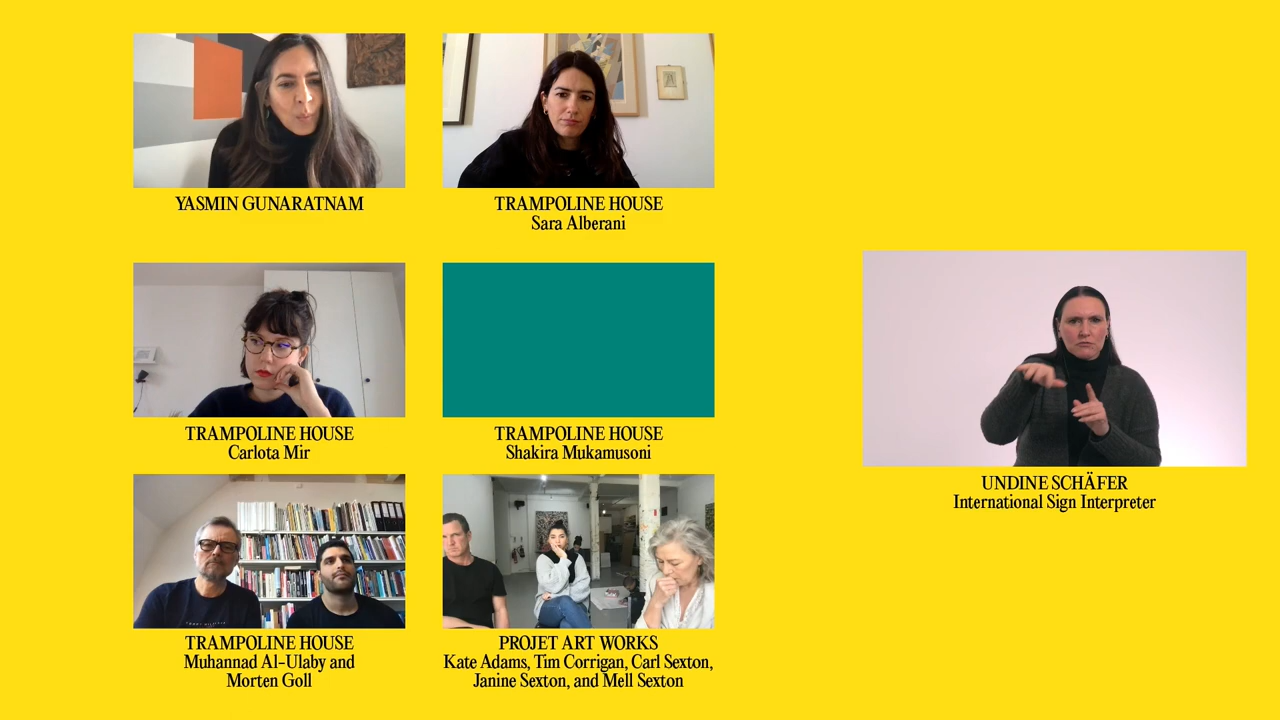 YASMIN GUNARATNAM
TRAMPOLINE HOUSE
Sara Alberani
TRAMPOLINE HOUSE
Carlota Mir
TRAMPOLINE HOUSE
Shakira Mukamusoni
UNDINE SCHÄFER
International Sign Interpreter
TRAMPOLINE HOUSE
Muhannad Al-Ulaby and
Morten Goll
PROJET ART WORKS
Kate Adams, Tim Corrigan, Carl Sexton,
Janine Sexton, and Mell Sexton